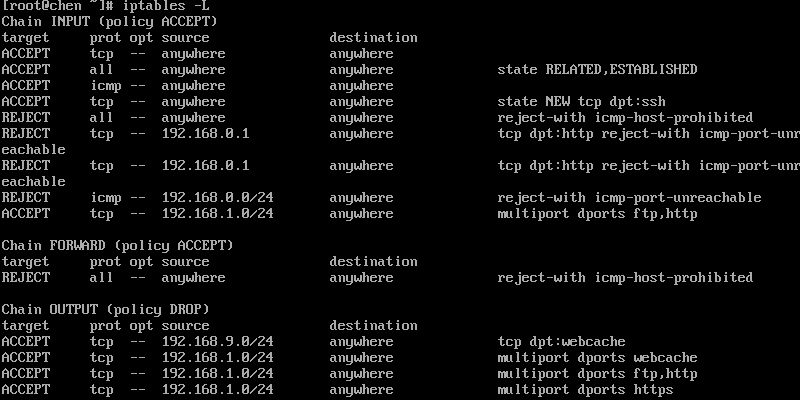 [root@chen ~]# iptables -L
Chain INPUT (policy ACCEPT)
target     prot opt source               destination
ACCEPT     tcp  --  anywhere             anywhere
ACCEPT     all  --  anywhere             anywhere             state RELATED,ESTABLISHED
ACCEPT     icmp --  anywhere             anywhere
ACCEPT     tcp  --  anywhere             anywhere             state NEW tcp dpt:ssh
REJECT     all  --  anywhere             anywhere             reject-with icmp-host-prohibited
REJECT     tcp  --  192.168.0.1          anywhere             tcp dpt:http reject-with icmp-port-unr
eachable
REJECT     tcp  --  192.168.0.1          anywhere             tcp dpt:http reject-with icmp-port-unr
eachable
REJECT     icmp --  192.168.0.0/24       anywhere             reject-with icmp-port-unreachable
ACCEPT     tcp  --  192.168.1.0/24       anywhere             multiport dports ftp,http

Chain FORWARD (policy ACCEPT)
target     prot opt source               destination
REJECT     all  --  anywhere             anywhere             reject-with icmp-host-prohibited

Chain OUTPUT (policy DROP)
target     prot opt source               destination
ACCEPT     tcp  --  192.168.9.0/24       anywhere             tcp dpt:webcache
ACCEPT     tcp  --  192.168.1.0/24       anywhere             multiport dports webcache
ACCEPT     tcp  --  192.168.1.0/24       anywhere             multiport dports ftp,http
ACCEPT     tcp  --  192.168.1.0/24       anywhere             multiport dports https